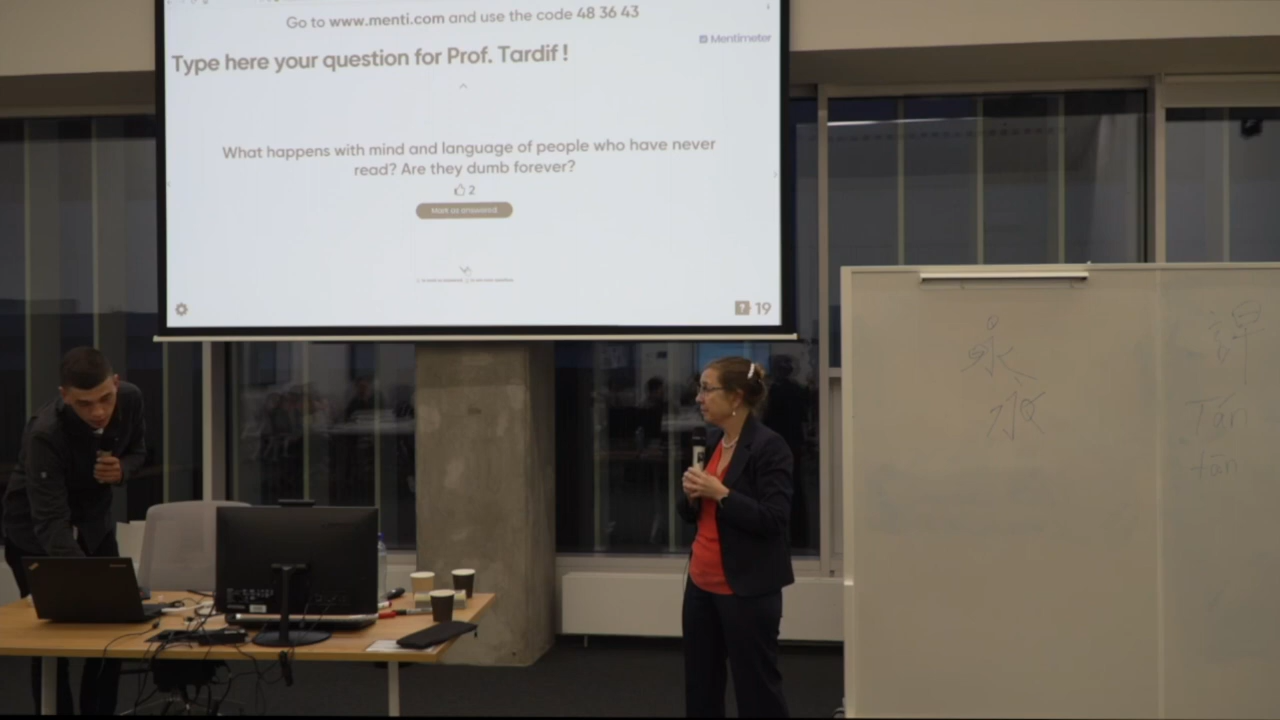 Go to www.menti.com and use the code 48 36 43
Mentimeter
Type here your question for Prof. Tardif !
What happens with mind and language of people who have never
read? Are they dumb forever?
2
Mark as answered
19
永
Tán
tān